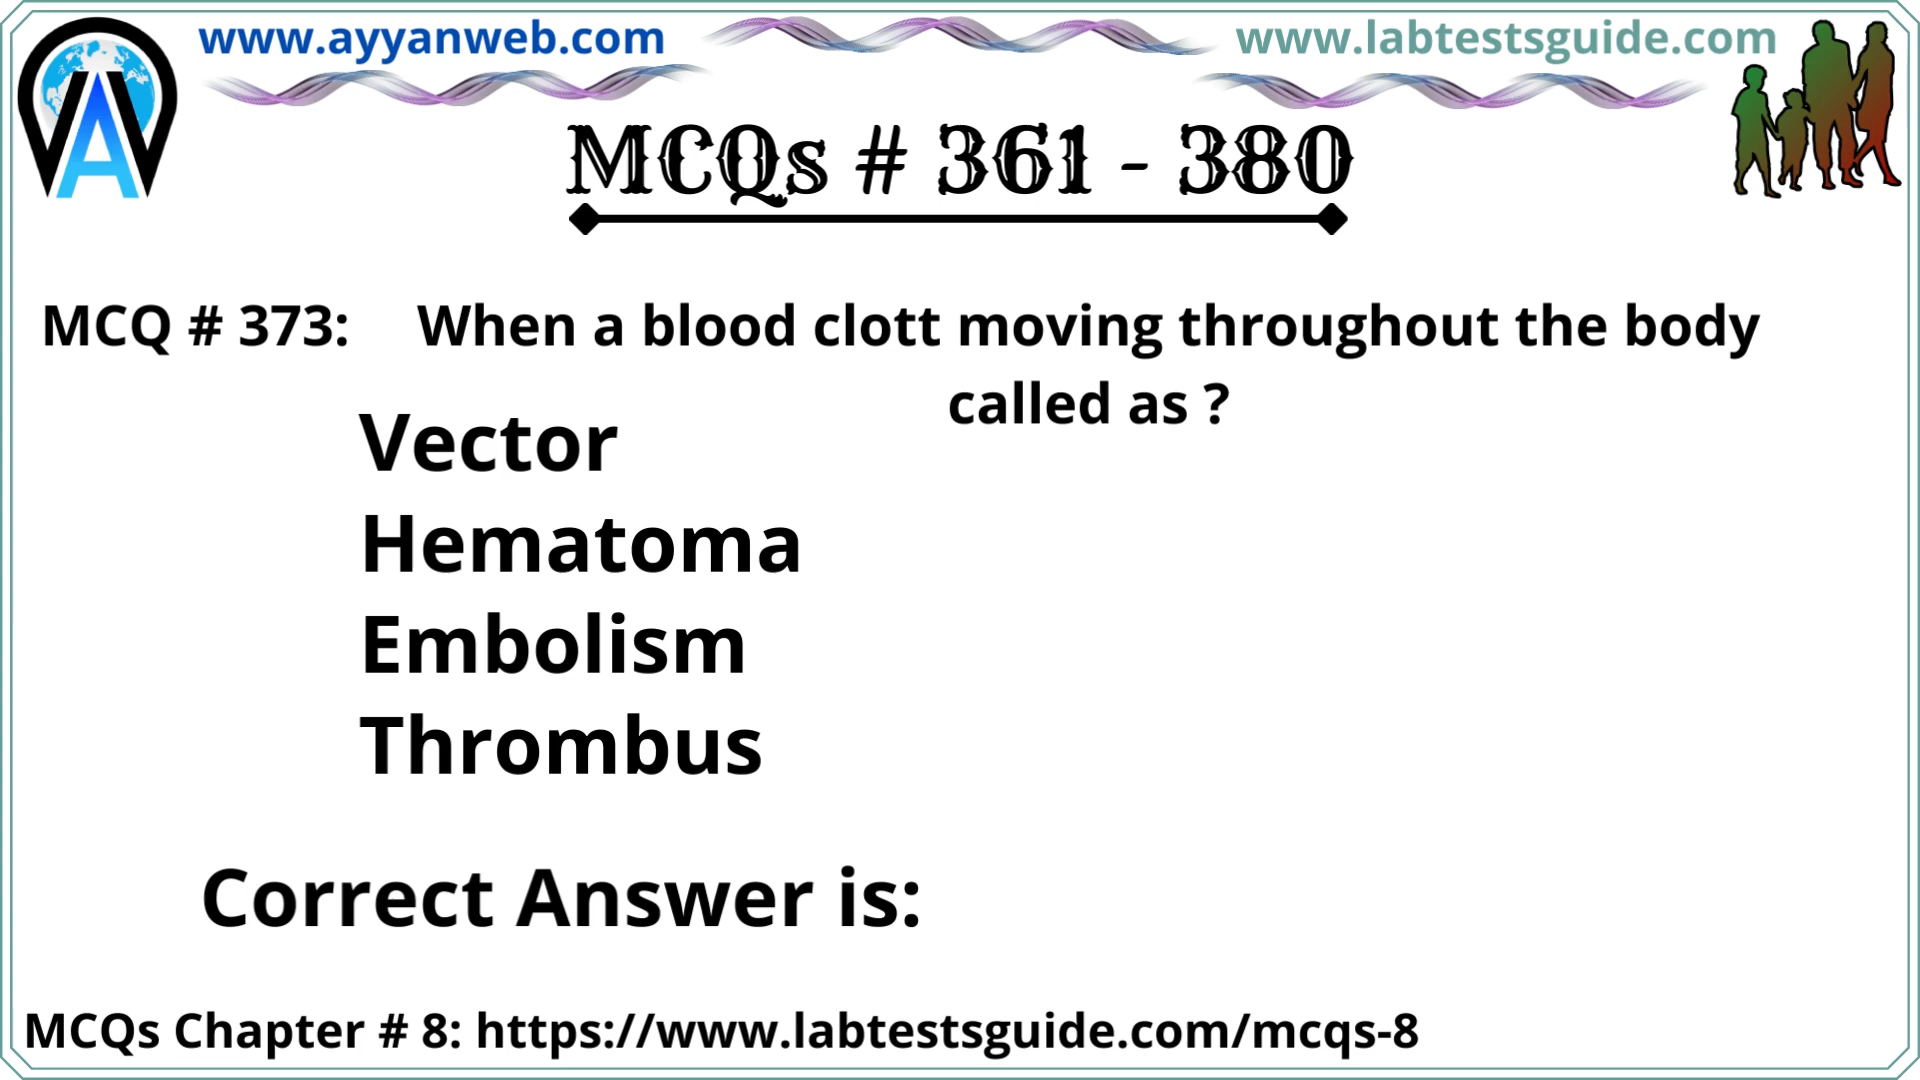 www.ayyanweb.com
www.labtestsguide.com
MCQs # 361 - 380
MCQ # 373: When a blood clott moving throughout the body
called as ?
Vector
Hematoma
Embolism
Thrombus
Correct Answer is:
MCQs Chapter # 8: https://www.labtestsguide.com/mcqs-8